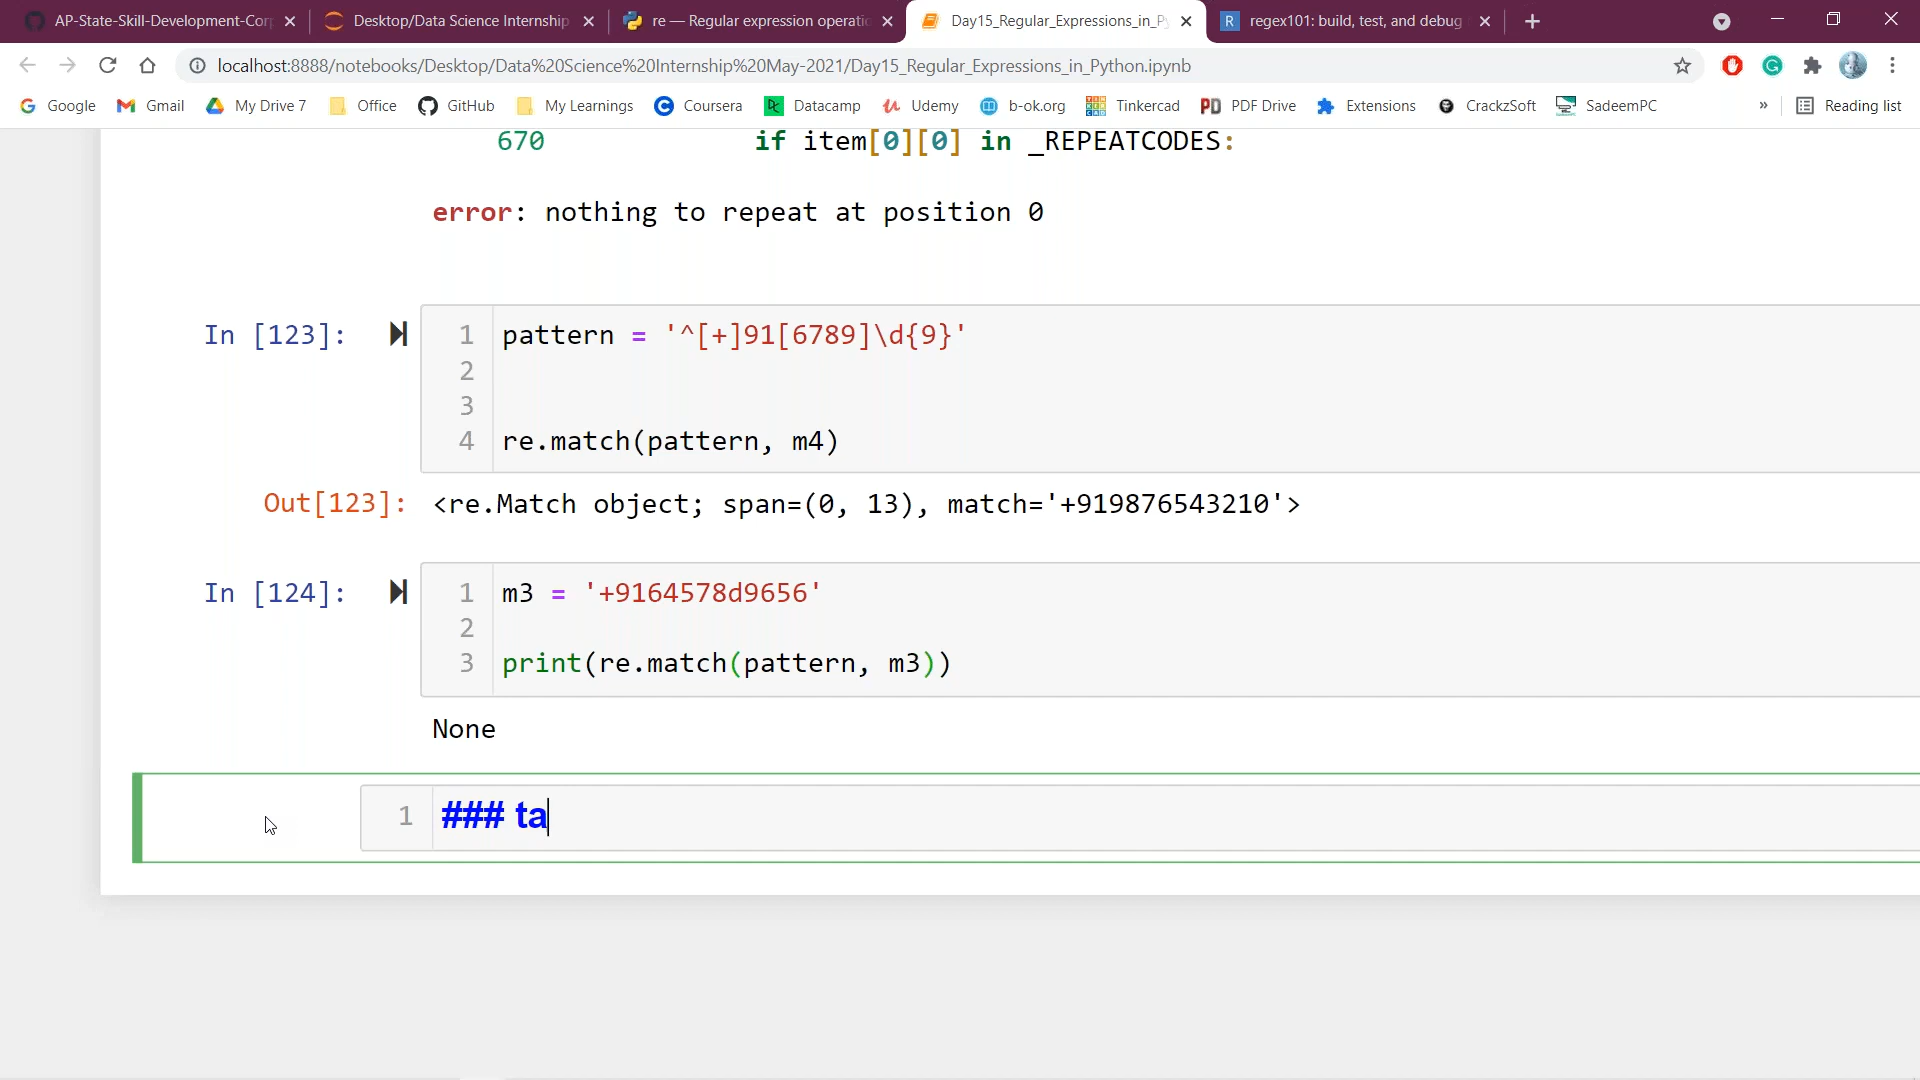 AP-State-Skill-Development-Cor
Desktop/Data Science Internship
re — Regular expression operatio
Day15_Regular_Expressions_in_Py
R regex101: build, test, and debug
localhost:8888/notebooks/Desktop/Data%20Science%20Internship%20May-2021/Day15_Regular_Expressions_in_Python.ipynb
Google Gmail My Drive 7 Office GitHub My Learnings Coursera Datacamp Udemy b-ok.org Tinkercad PDF Drive Extensions CrackzSoft SadeemPC » Reading list
670 if item[0][0] in _REPEATCODES:
error: nothing to repeat at position 0
In [123]:
1 pattern = '^[+]91[6789]\d{9}'
2
3
4 re.match(pattern, m4)
Out[123]: <re.Match object; span=(0, 13), match='+919876543210'>
In [124]:
1 m3 = '+9164578d9656'
2
3 print(re.match(pattern, m3))
None
1 ### ta